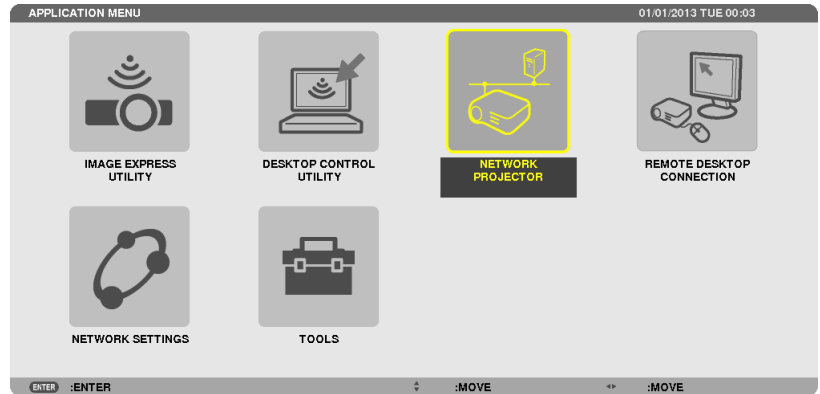 APPLICATION MENU 01/01/2013 TUE 00:03
IMAGE EXPRESS
UTILITY
DESKTOP CONTROL
UTILITY
NETWORK
PROJECTOR
REMOTE DESKTOP
CONNECTION
NETWORK SETTINGS
TOOLS
ENTER :ENTER :MOVE :MOVE